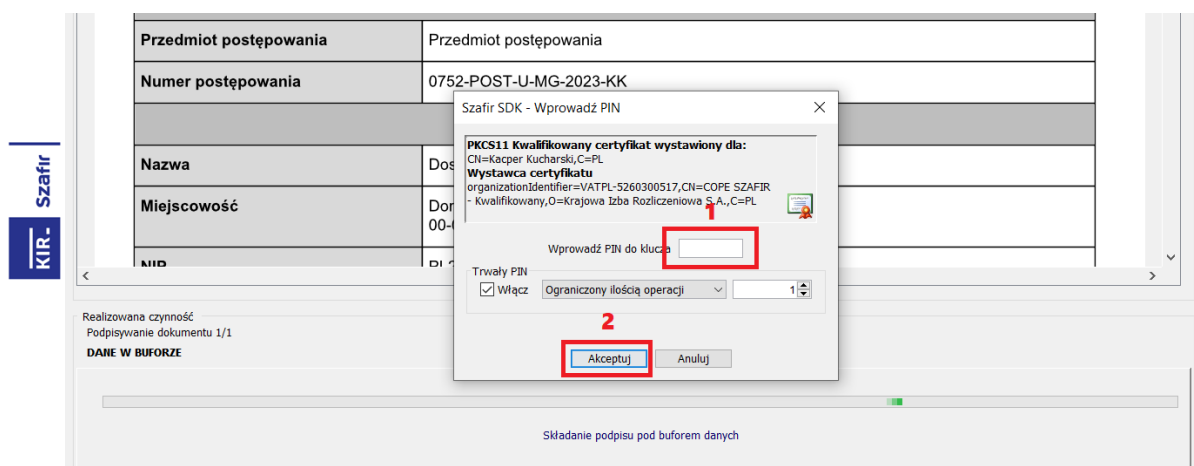 Przedmiot postępowania Przedmiot postępowania
Numer postępowania 0752-POST-U-MG-2023-KK
Szafir SDK - Wprowadź PIN
PKCS11 Kwalifikowany certyfikat wystawiony dla:
CN=Kacper Kucharski,C=PL
Wystawca certyfikatu
organizationIdentifier=VATPL-5260300517,CN=COPE SZAFIR
- Kwalifikowany,O=Krajowa Izba Rozliczeniowa S.A.,C=PL
Nazwa Dos
Miejscowość Dor
00-
1
Wprowadź PIN do klucza
NIP
Trwały PIN
Włącz Ograniczony ilością operacji 1
2
Akceptuj Anuluj
KIR. Szafir
Realizowana czynność
Podpisywanie dokumentu 1/1
DANE W BUFORZE
Składanie podpisu pod buforem danych